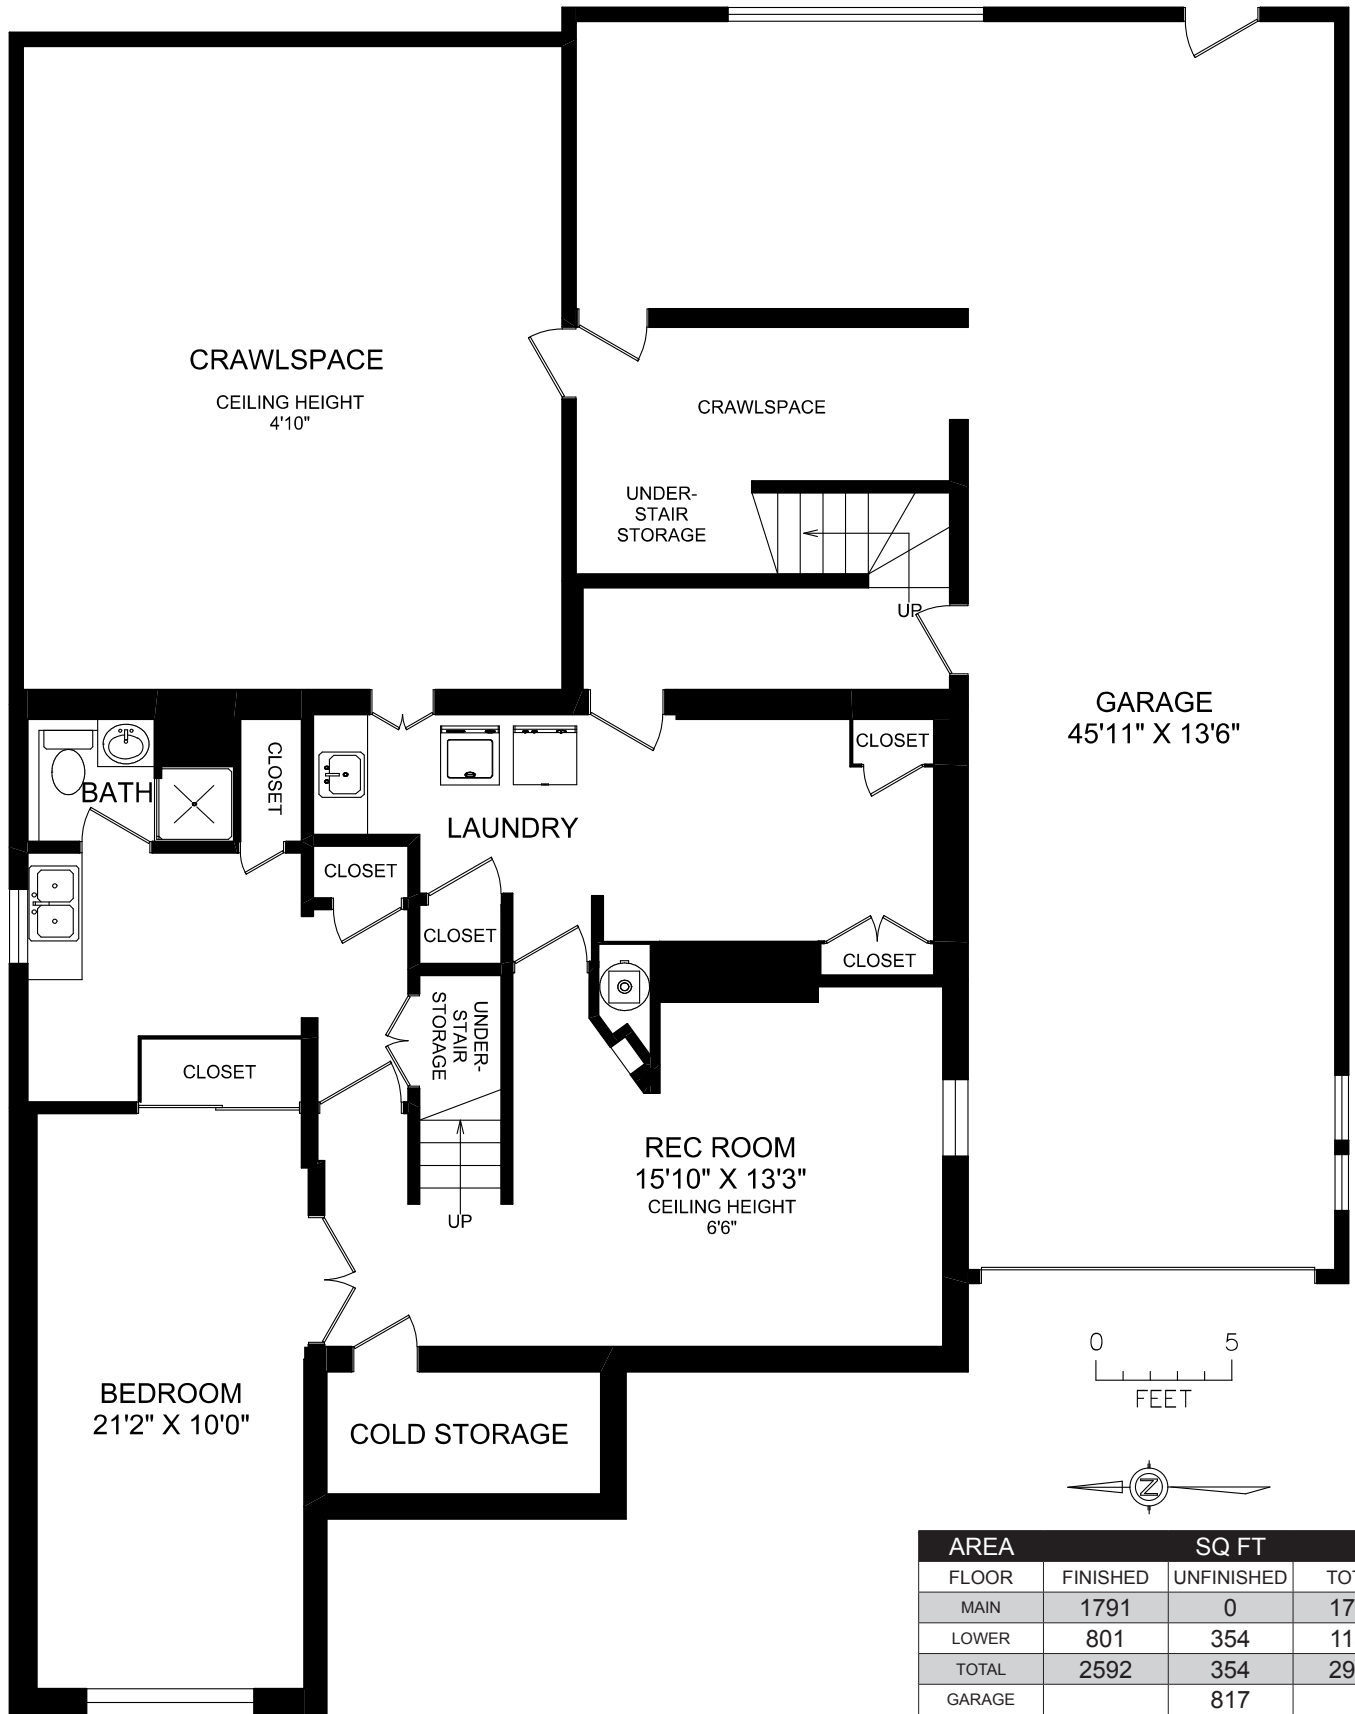 CRAWLSPACE
CEILING HEIGHT
4'10"
CRAWLSPACE
UNDER-
STAIR
STORAGE
UP
GARAGE
45'11" X 13'6"
CLOSET
CLOSET
BATH
LAUNDRY
CLOSET
CLOSET
CLOSET
UNDER-
STAIR
STORAGE
CLOSET
REC ROOM
15'10" X 13'3"
CEILING HEIGHT
6'6"
UP
BEDROOM
21'2" X 10'0"
COLD STORAGE
0 5
FEET
Z
AREA SQ FT
FLOOR FINISHED UNFINISHED
MAIN 1791 0
LOWER 801 354
TOTAL 2592 354
GARAGE 817